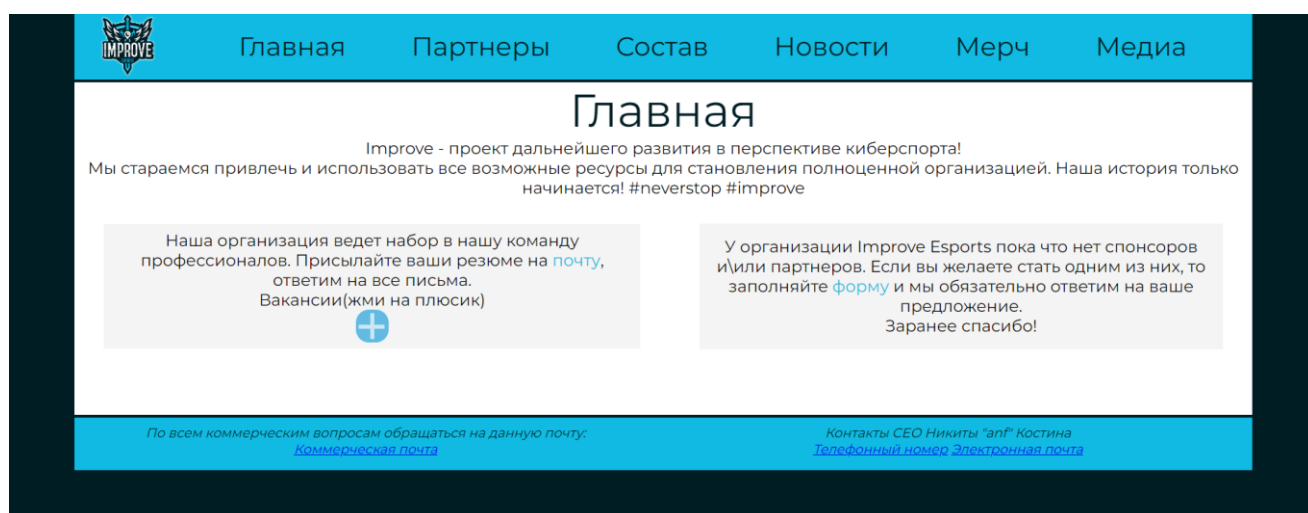 IMPROVE
Главная Партнеры Состав Новости Мерч Медиа
Главная
Improve - проект дальнейшего развития в перспективе киберспорта!
Мы стараемся привлечь и использовать все возможные ресурсы для становления полноценной организацией. Наша история только
начинается! #neverstop #improve
Наша организация ведет набор в нашу команду
профессионалов. Присылайте ваши резюме на почту,
ответим на все письма.
Вакансии(жми на плюсик)
У организации Improve Esports пока что нет спонсоров
и\или партнеров. Если вы желаете стать одним из них, то
заполняйте форму и мы обязательно ответим на ваше
предложение.
Заранее спасибо!
По всем коммерческим вопросам обращаться на данную почту:
Коммерческая почта
Контакты CEO Никиты "anf" Костина
Телефонный номер Электронная почта